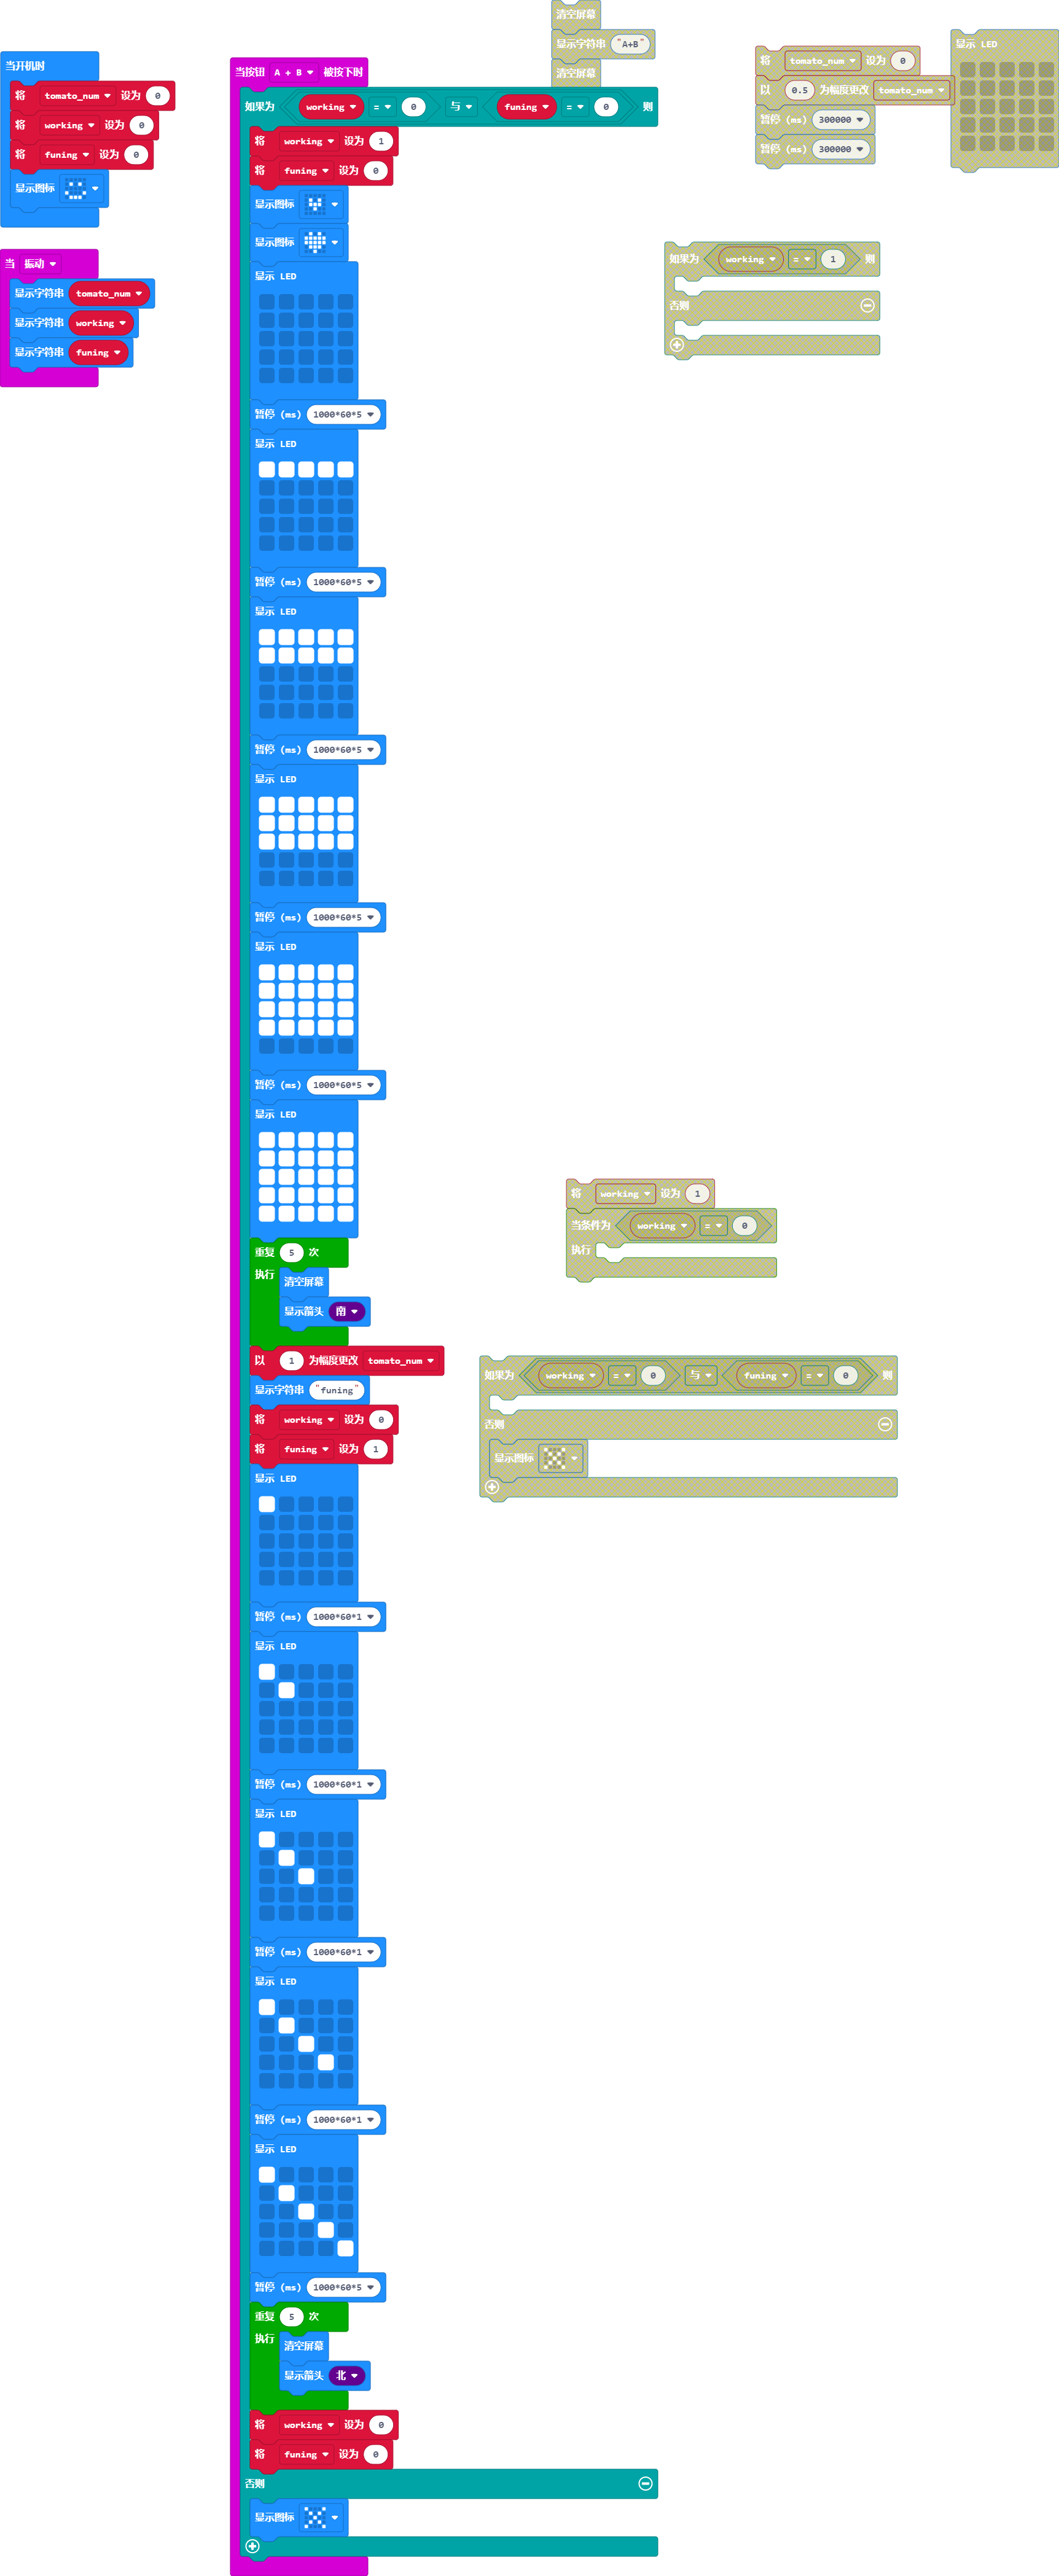 当开机时
将 tomato_num 设为 0
将 working 设为 0
将 funing 设为 0
显示图标
当 振动
显示字符串 tomato_num
显示字符串 working
显示字符串 funing
当按钮 A + B 被按下时
如果为 working = 0 与 funing = 0 则
将 working 设为 1
将 funing 设为 0
显示图标
显示图标
显示 LED
暂停 (ms) 1000*60*5
显示 LED
暂停 (ms) 1000*60*5
显示 LED
暂停 (ms) 1000*60*5
显示 LED
暂停 (ms) 1000*60*5
显示 LED
暂停 (ms) 1000*60*5
显示 LED
重复 5 次
执行
清空屏幕
显示箭头 南
以 1 为幅度更改 tomato_num
显示字符串 "funing"
将 working 设为 0
将 funing 设为 1
显示 LED
暂停 (ms) 1000*60*1
显示 LED
暂停 (ms) 1000*60*1
显示 LED
暂停 (ms) 1000*60*1
显示 LED
暂停 (ms) 1000*60*1
显示 LED
暂停 (ms) 1000*60*5
重复 5 次
执行
清空屏幕
显示箭头 北
将 working 设为 0
将 funing 设为 0
否则
显示图标
清空屏幕
显示字符串 "A+B"
清空屏幕
将 tomato_num 设为 0
以 0.5 为幅度更改 tomato_num
暂停 (ms) 300000
暂停 (ms) 300000
显示 LED
如果为 working = 1 则
否则
将 working 设为 1
当条件为 working = 0
执行
如果为 working = 0 与 funing = 0 则
否则
显示图标